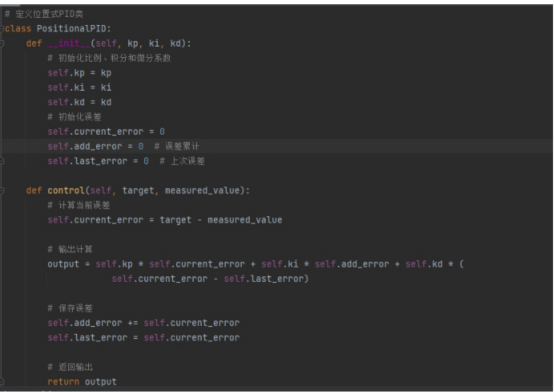 # 定义位置式PID类
class PositionalPID:
    def __init__(self, kp, ki, kd):
        # 初始化比例、积分和微分系数
        self.kp = kp
        self.ki = ki
        self.kd = kd
        # 初始化误差
        self.current_error = 0
        self.add_error = 0  # 误差累计
        self.last_error = 0  # 上次误差
    def control(self, target, measured_value):
        # 计算当前误差
        self.current_error = target - measured_value
        # 输出计算
        output = self.kp * self.current_error + self.ki * self.add_error + self.kd * (
                self.current_error - self.last_error)
        # 保存误差
        self.add_error += self.current_error
        self.last_error = self.current_error
        # 返回输出
        return output